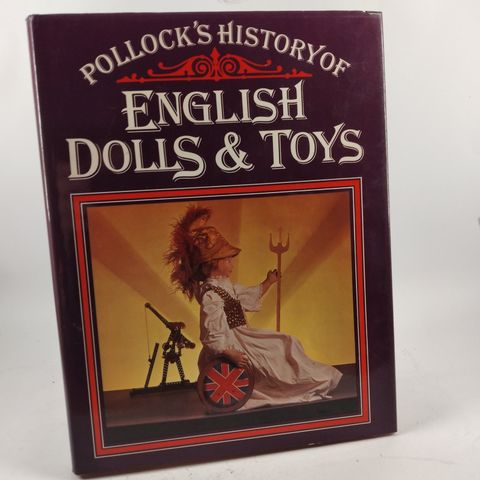 POLLOCK'S HISTORY OF
ENGLISH
DOLLS & TOYS